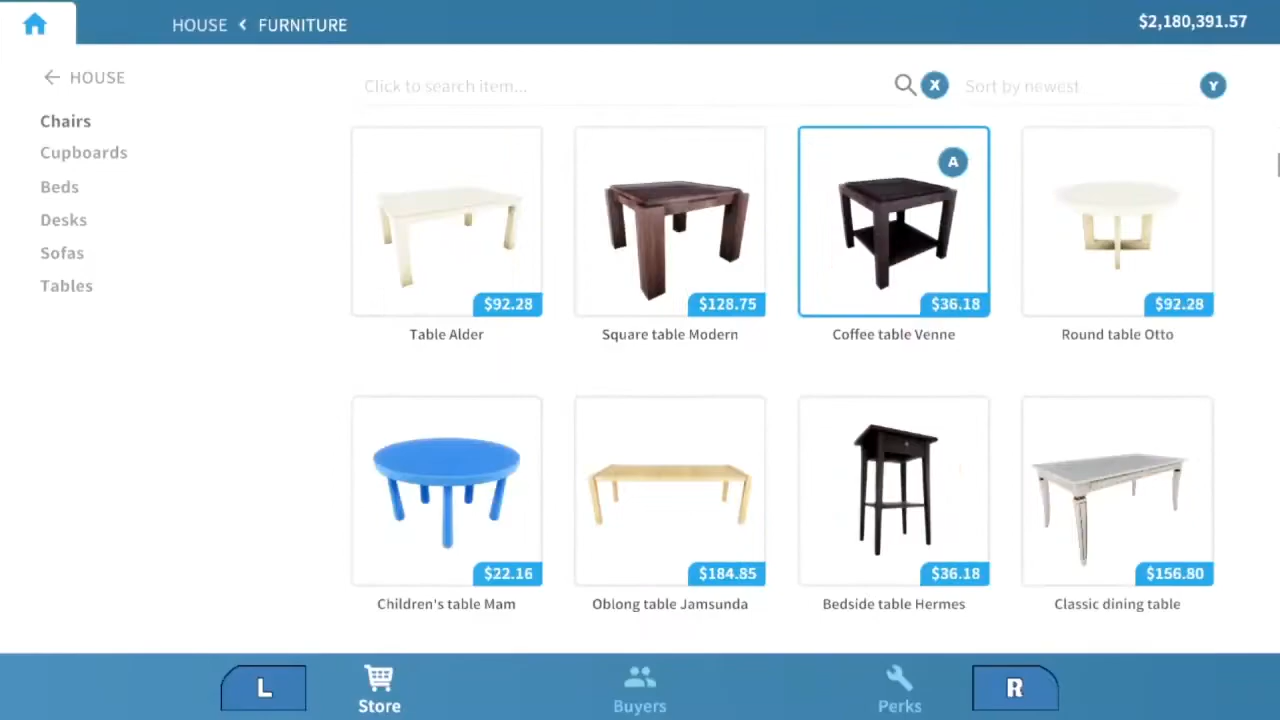 HOUSE < FURNITURE
$2,180,391.57
← HOUSE
Click to search item...
X
Sort by newest
Y
Chairs
Cupboards
Beds
Desks
Sofas
Tables
A
$92.28
$128.75
$36.18
$92.28
Table Alder
Square table Modern
Coffee table Venne
Round table Otto
$22.16
$184.85
$36.18
$156.80
Children's table Mam
Oblong table Jamsunda
Bedside table Hermes
Classic dining table
L
Store
Buyers
Perks
R